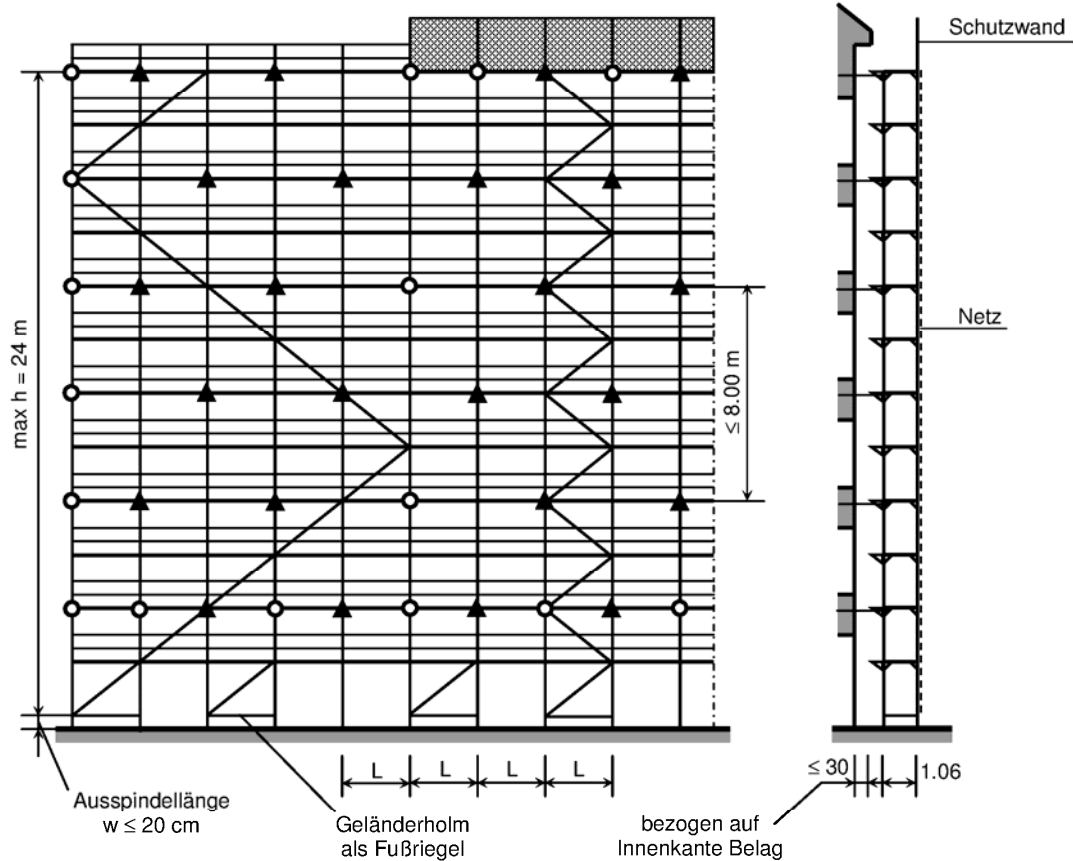 Schutzwand
max h = 24 m
Netz
≤ 8.00 m
L
L
L
L
≤ 30
1.06
Ausspindellänge
w ≤ 20 cm
Geländerholm
als Fußriegel
bezogen auf
Innenkante Belag